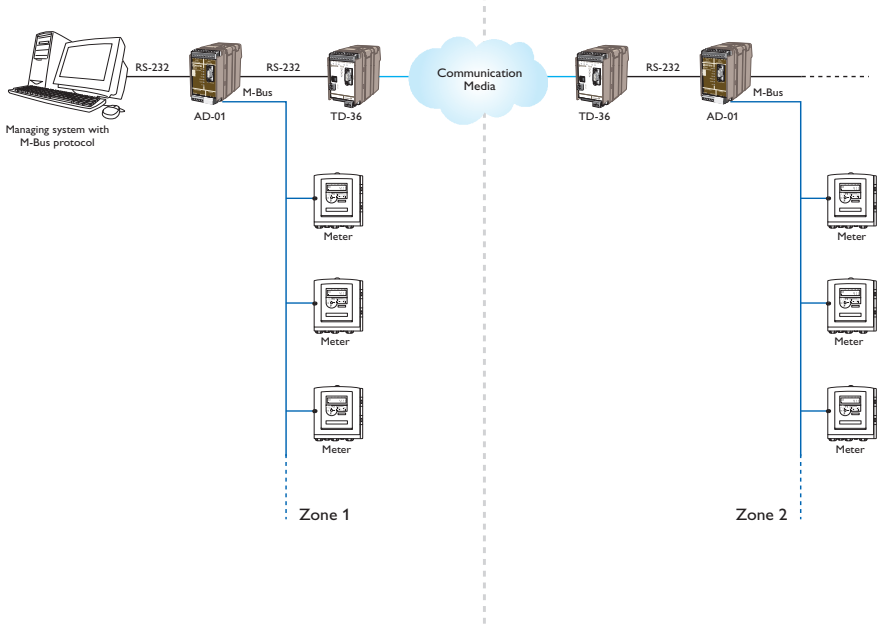 RS-232
RS-232
Communication
Media
RS-232
M-Bus
M-Bus
AD-01
TD-36
TD-36
AD-01
Managing system with
M-Bus protocol
Meter
Meter
Meter
Meter
Meter
Meter
Zone 1
Zone 2